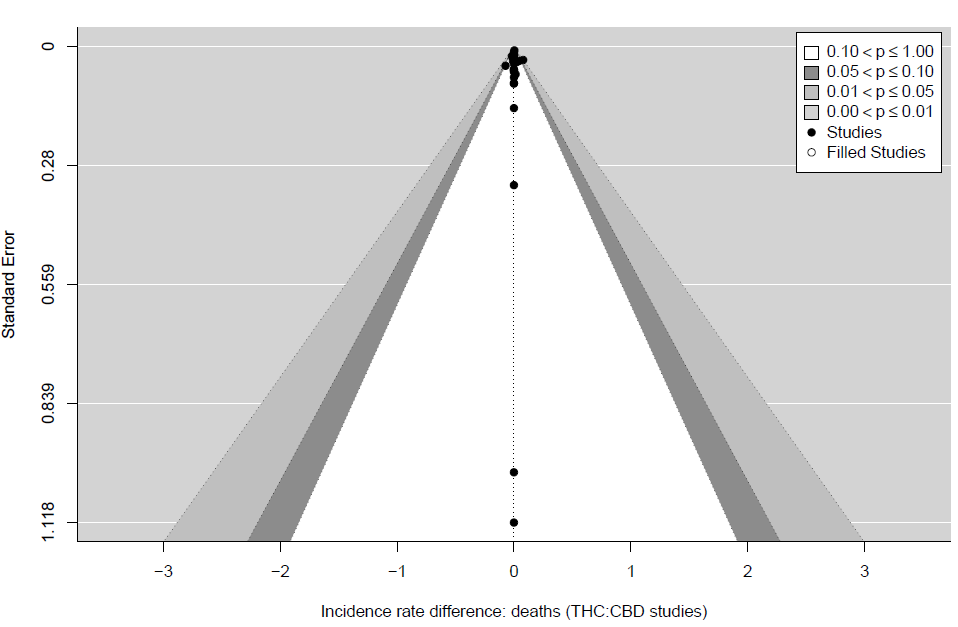 0.10 < p ≤ 1.00
0.05 < p ≤ 0.10
0.01 < p ≤ 0.05
0.00 < p ≤ 0.01
Studies
Filled Studies
Standard Error
0
0.28
0.559
0.839
1.118
−3
−2
−1
0
1
2
3
Incidence rate difference: deaths (THC:CBD studies)